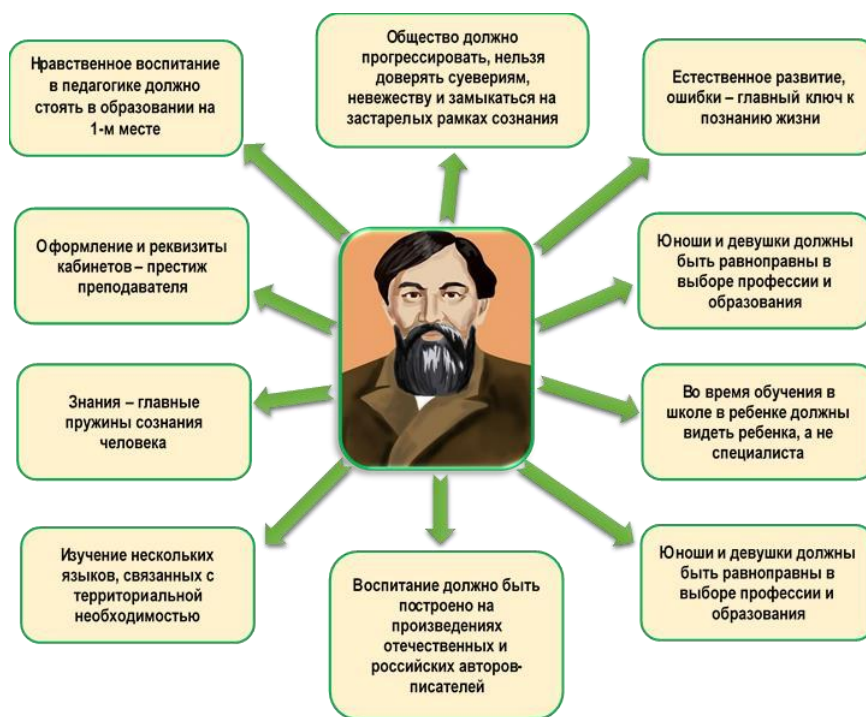 Нравственное воспитание
в педагогике должно
стоять в образовании на
1-м месте
Общество должно
прогрессировать, нельзя
доверять суевериям,
невежеству и замыкаться на
застарелых рамках сознания
Естественное развитие,
ошибки – главный ключ к
познанию жизни
Оформление и реквизиты
кабинетов – престиж
преподавателя
Юноши и девушки должны
быть равноправны в
выборе профессии и
образования
Знания – главные
пружины сознания
человека
Во время обучения в
школе в ребенке должны
видеть ребенка, а не
специалиста
Изучение нескольких
языков, связанных с
территориальной
необходимостью
Воспитание должно быть
построено на
произведениях
отечественных и
российских авторов-
писателей
Юноши и девушки должны
быть равноправны в
выборе профессии и
образования